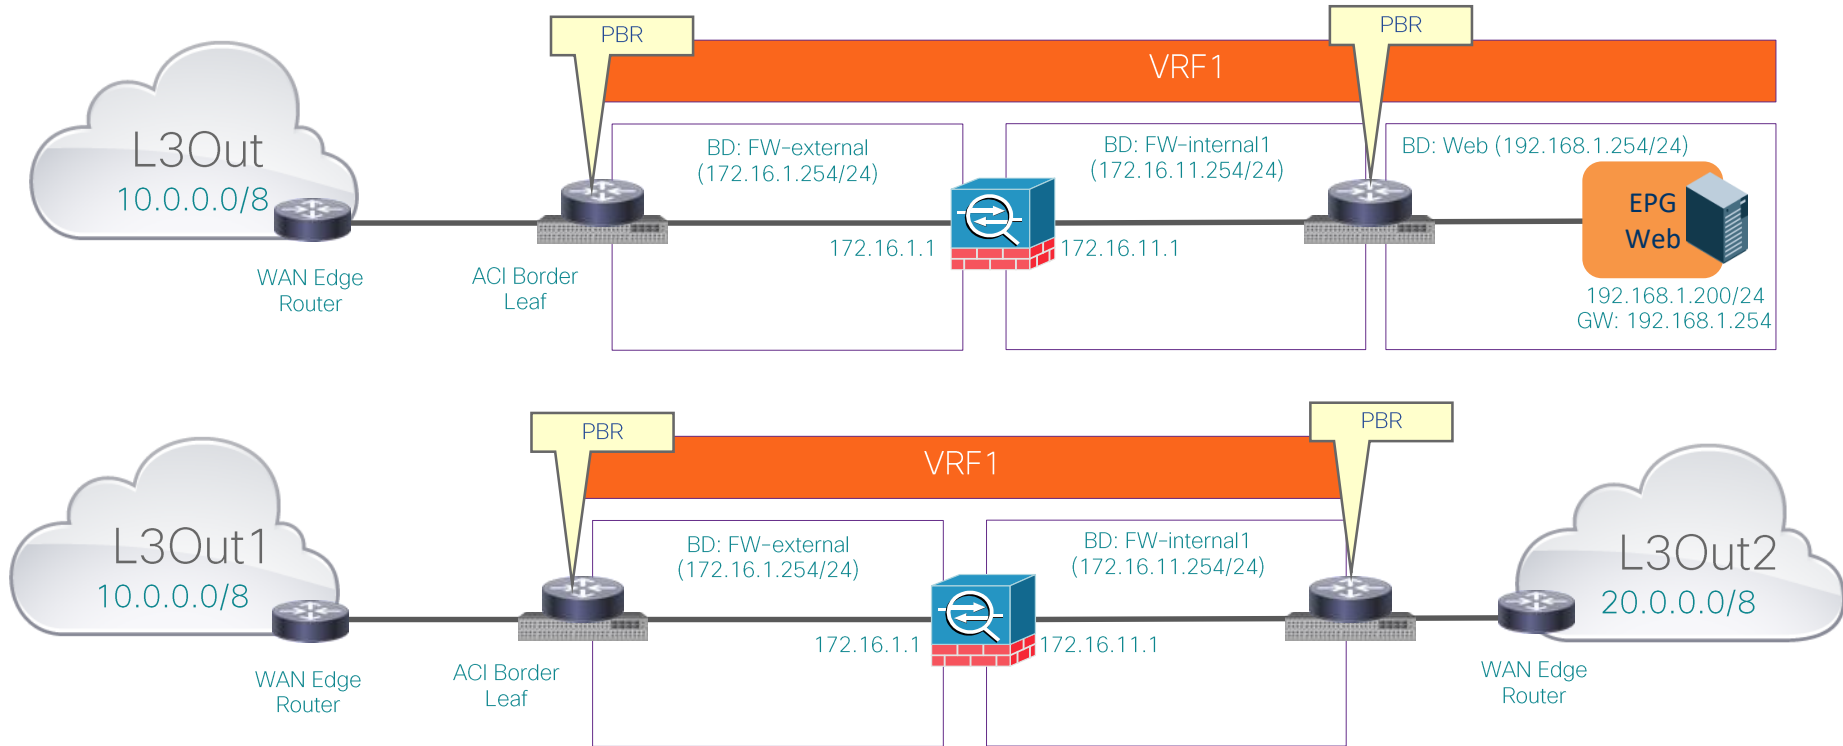 PBR
PBR
VRF1
L3Out
10.0.0.0/8
BD: FW-external
(172.16.1.254/24)
BD: FW-internal1
(172.16.11.254/24)
BD: Web (192.168.1.254/24)
EPG
Web
172.16.1.1
172.16.11.1
WAN Edge
Router
ACI Border
Leaf
192.168.1.200/24
GW: 192.168.1.254
PBR
PBR
VRF1
L3Out1
10.0.0.0/8
BD: FW-external
(172.16.1.254/24)
BD: FW-internal1
(172.16.11.254/24)
L3Out2
20.0.0.0/8
172.16.1.1
172.16.11.1
WAN Edge
Router
ACI Border
Leaf
WAN Edge
Router